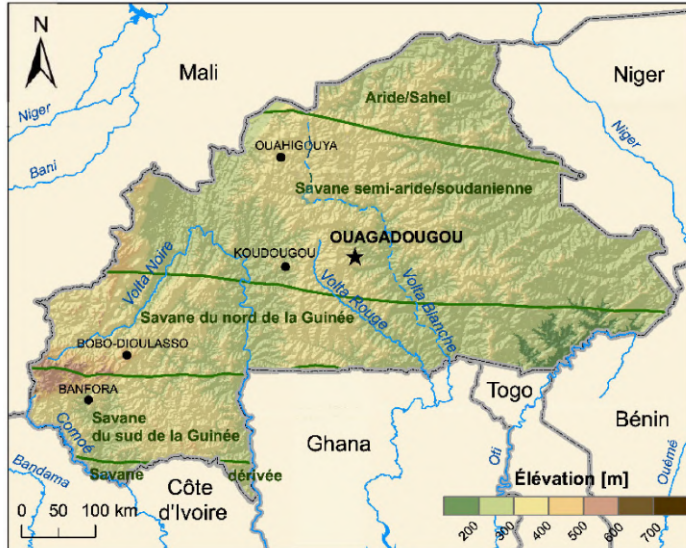 N
Mali
Niger
Aride/Sahel
Niger
Niger
Bani
OUAHIGOUYA
Savane semi-aride/soudanienne
OUAGADOUGOU
KOUDOUGOU
Volta Noire
Volta Rouge
Volta Blanche
Savane du nord de la Guinée
BOBO-DIOULASSO
BANFORA
Savane
du sud de la Guinée
Comoé
Bandama
Savane
dérivée
Togo
Bénin
Ghana
Oti
Ouémé
Côte
d'Ivoire
0 50 100 km
Élévation [m]
200 300 400 500 600 700